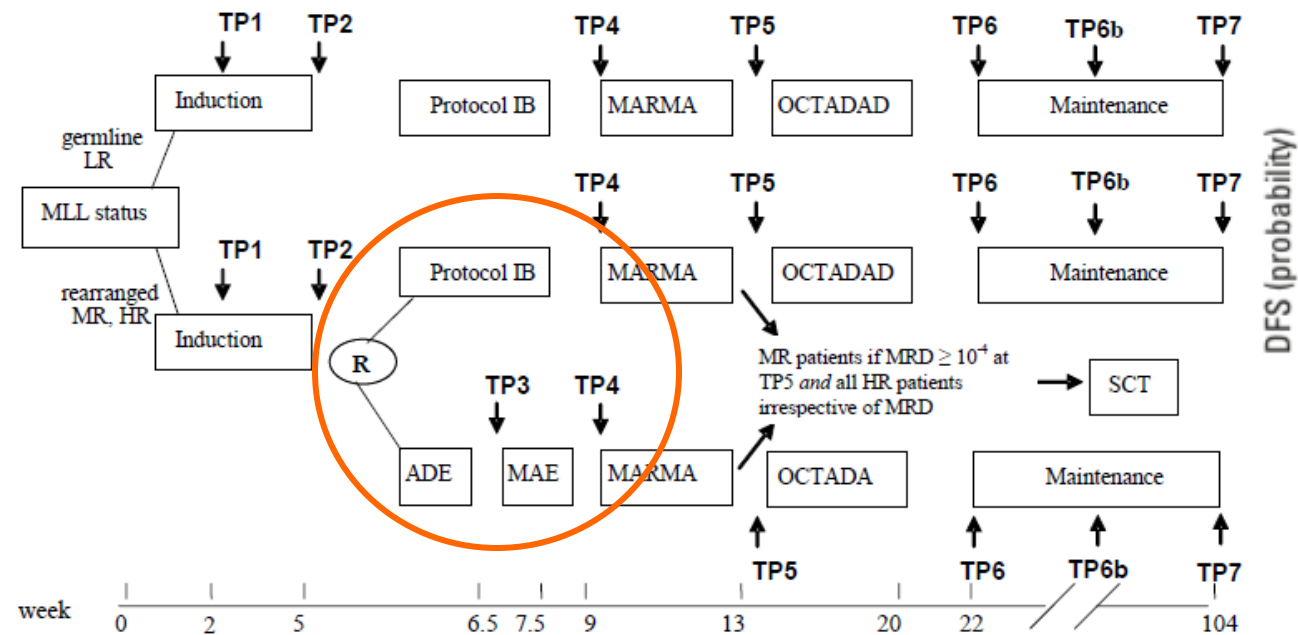 TP1 TP2 TP4 TP5 TP6 TP6b TP7
Induction Protocol IB MARMA OCTADAD Maintenance
germline
LR
MLL status
TP4 TP5 TP6 TP6b TP7
TP1 TP2
Protocol IB MARMA OCTADAD Maintenance
rearranged
MR, HR
Induction
R
MR patients if MRD ≥ 10⁻⁴ at
TP5 and all HR patients
irrespective of MRD
SCT
TP3 TP4
ADE MAE MARMA OCTADA Maintenance
TP5 TP6 TP6b TP7
week
0 2 5 6.5 7.5 9 13 20 22 104
DFS (probability)